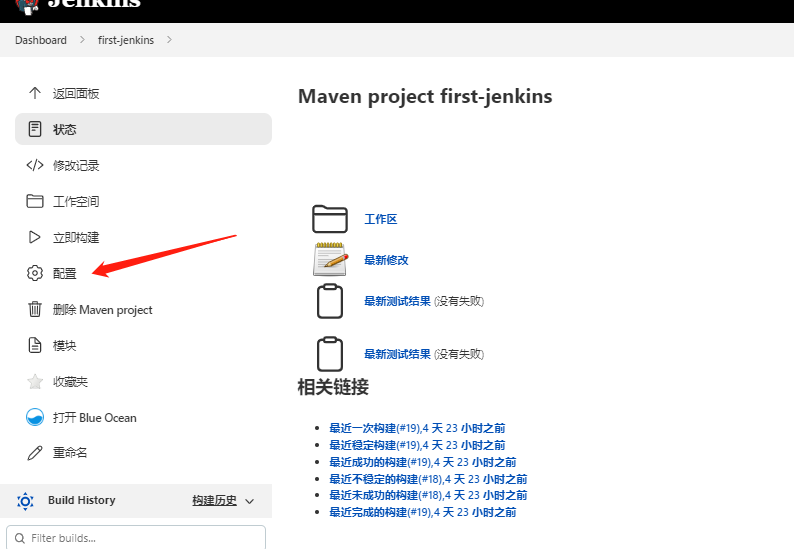 Jenkins
Dashboard
first-jenkins
返回面板
状态
修改记录
工作空间
立即构建
配置
删除 Maven project
模块
收藏夹
打开 Blue Ocean
重命名
Build History
构建历史
Filter builds...
Maven project first-jenkins
工作区
最新修改
最新测试结果 (没有失败)
最新测试结果 (没有失败)
相关链接
最近一次构建(#19),4 天 23 小时之前
最近稳定构建(#19),4 天 23 小时之前
最近成功的构建(#19),4 天 23 小时之前
最近不稳定的构建(#18),4 天 23 小时之前
最近未成功的构建(#18),4 天 23 小时之前
最近完成的构建(#19),4 天 23 小时之前